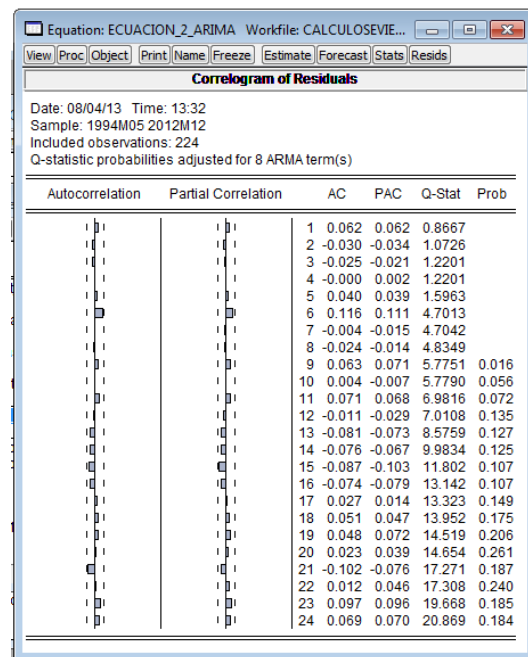 Equation: ECUACION_2_ARIMA Workfile: CALCULOSEVIE...
View Proc Object Print Name Freeze Estimate Forecast Stats Resids
Correlogram of Residuals
Date: 08/04/13 Time: 13:32
Sample: 1994M05 2012M12
Included observations: 224
Q-statistic probabilities adjusted for 8 ARMA term(s)
Autocorrelation Partial Correlation AC PAC Q-Stat Prob
1 0.062 0.062 0.8667
2 -0.030 -0.034 1.0726
3 -0.025 -0.021 1.2201
4 -0.000 0.002 1.2201
5 0.040 0.039 1.5963
6 0.116 0.111 4.7013
7 -0.004 -0.015 4.7042
8 -0.024 -0.014 4.8349
9 0.063 0.071 5.7751 0.016
10 0.004 -0.007 5.7790 0.056
11 0.071 0.068 6.9816 0.072
12 -0.011 -0.029 7.0108 0.135
13 -0.081 -0.073 8.5759 0.127
14 -0.076 -0.067 9.9834 0.125
15 -0.087 -0.103 11.802 0.107
16 -0.074 -0.079 13.142 0.107
17 0.027 0.014 13.323 0.149
18 0.051 0.047 13.952 0.175
19 0.048 0.072 14.519 0.206
20 0.023 0.039 14.654 0.261
21 -0.102 -0.076 17.271 0.187
22 0.012 0.046 17.308 0.240
23 0.097 0.096 19.668 0.185
24 0.069 0.070 20.869 0.184